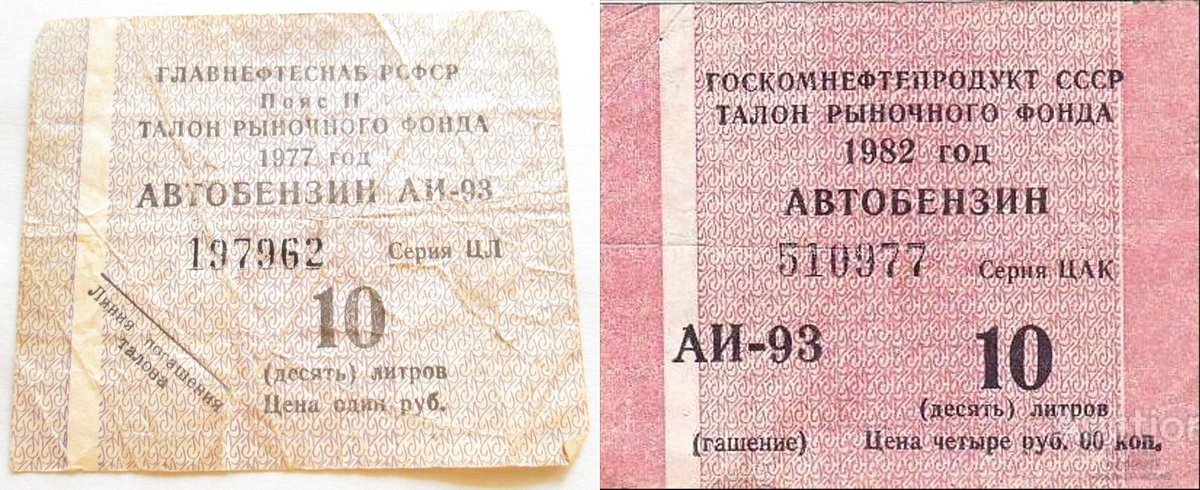 ГЛАВНЕФТЕСНАБ РСФСР
Пояс II
ТАЛОН РЫНОЧНОГО ФОНДА
1977 год
АВТОБЕНЗИН АИ-93
197962 Серия ЦЛ
Линия погашения
талова
10
(десять) литров
Цена один руб.
ГОСКОМНЕФТЕПРОДУКТ СССР
ТАЛОН РЫНОЧНОГО ФОНДА
1982 год
АВТОБЕНЗИН
510977 Серия ЦАК
АИ-93 10
(десять) литров
(гашение) Цена четыре руб. 00 коп.